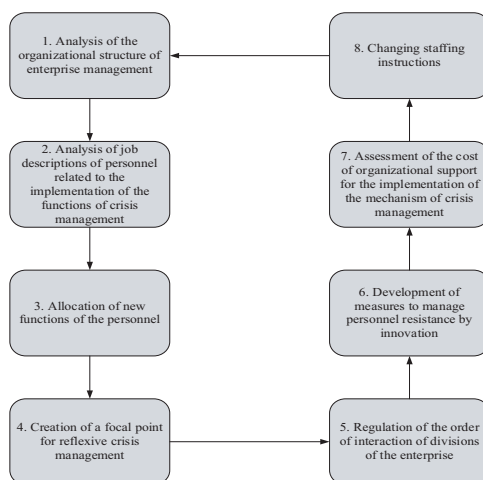 1. Analysis of the
organizational structure of
enterprise management
2. Analysis of job
descriptions of personnel
related to the
implementation of the
functions of crisis
management
3. Allocation of new
functions of the personnel
4. Creation of a focal point
for reflexive crisis
management
5. Regulation of the order
of interaction of divisions
of the enterprise
6. Development of
measures to manage
personnel resistance by
innovation
7. Assessment of the cost
of organizational support
for the implementation of
the mechanism of crisis
management
8. Changing staffing
instructions